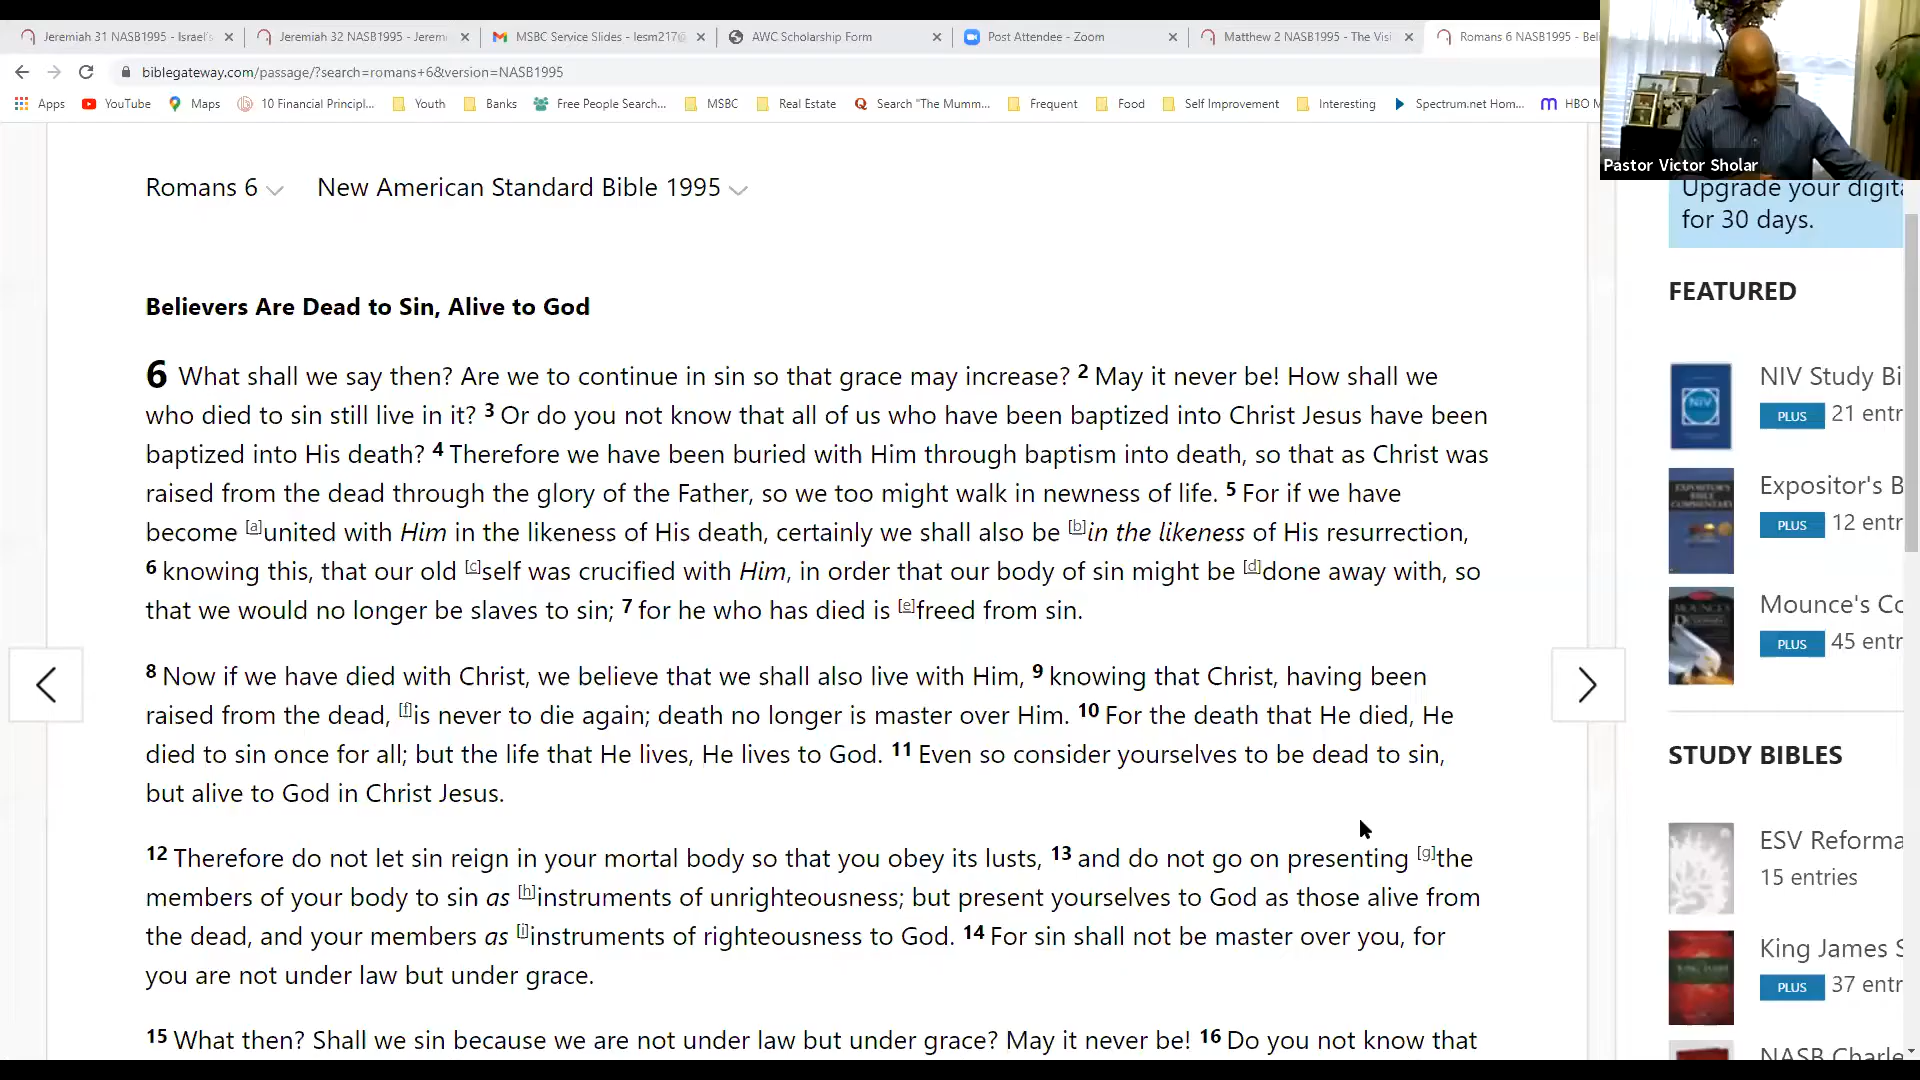 Jeremiah 31 NASB1995 - Israel's
Jeremiah 32 NASB1995 - Jerem
MSBC Service Slides - lesm217@
AWC Scholarship Form
Post Attendee - Zoom
Matthew 2 NASB1995 - The Visi
Romans 6 NASB1995 - Beli
biblegateway.com/passage/?search=romans+6&version=NASB1995
Apps YouTube Maps 10 Financial Principl... Youth Banks Free People Search... MSBC Real Estate Search "The Mumm... Frequent Food Self Improvement Interesting Spectrum.net Hom... HBO M
Pastor Victor Sholar
Romans 6 New American Standard Bible 1995
Believers Are Dead to Sin, Alive to God
6 What shall we say then? Are we to continue in sin so that grace may increase? 2 May it never be! How shall we
who died to sin still live in it? 3 Or do you not know that all of us who have been baptized into Christ Jesus have been
baptized into His death? 4 Therefore we have been buried with Him through baptism into death, so that as Christ was
raised from the dead through the glory of the Father, so we too might walk in newness of life. 5 For if we have
become [a]united with Him in the likeness of His death, certainly we shall also be [b]in the likeness of His resurrection,
6 knowing this, that our old [c]self was crucified with Him, in order that our body of sin might be [d]done away with, so
that we would no longer be slaves to sin; 7 for he who has died is [e]freed from sin.
8 Now if we have died with Christ, we believe that we shall also live with Him, 9 knowing that Christ, having been
raised from the dead, [f]is never to die again; death no longer is master over Him. 10 For the death that He died, He
died to sin once for all; but the life that He lives, He lives to God. 11 Even so consider yourselves to be dead to sin,
but alive to God in Christ Jesus.
12 Therefore do not let sin reign in your mortal body so that you obey its lusts, 13 and do not go on presenting [g]the
members of your body to sin as [h]instruments of unrighteousness; but present yourselves to God as those alive from
the dead, and your members as [i]instruments of righteousness to God. 14 For sin shall not be master over you, for
you are not under law but under grace.
15 What then? Shall we sin because we are not under law but under grace? May it never be! 16 Do you not know that
Upgrade your digita
for 30 days.
FEATURED
NIV Study Bi
PLUS 21 entr
Expositor's B
PLUS 12 entr
Mounce's Co
PLUS 45 entr
STUDY BIBLES
ESV Reforma
15 entries
King James S
PLUS 37 entr
NASB Charle